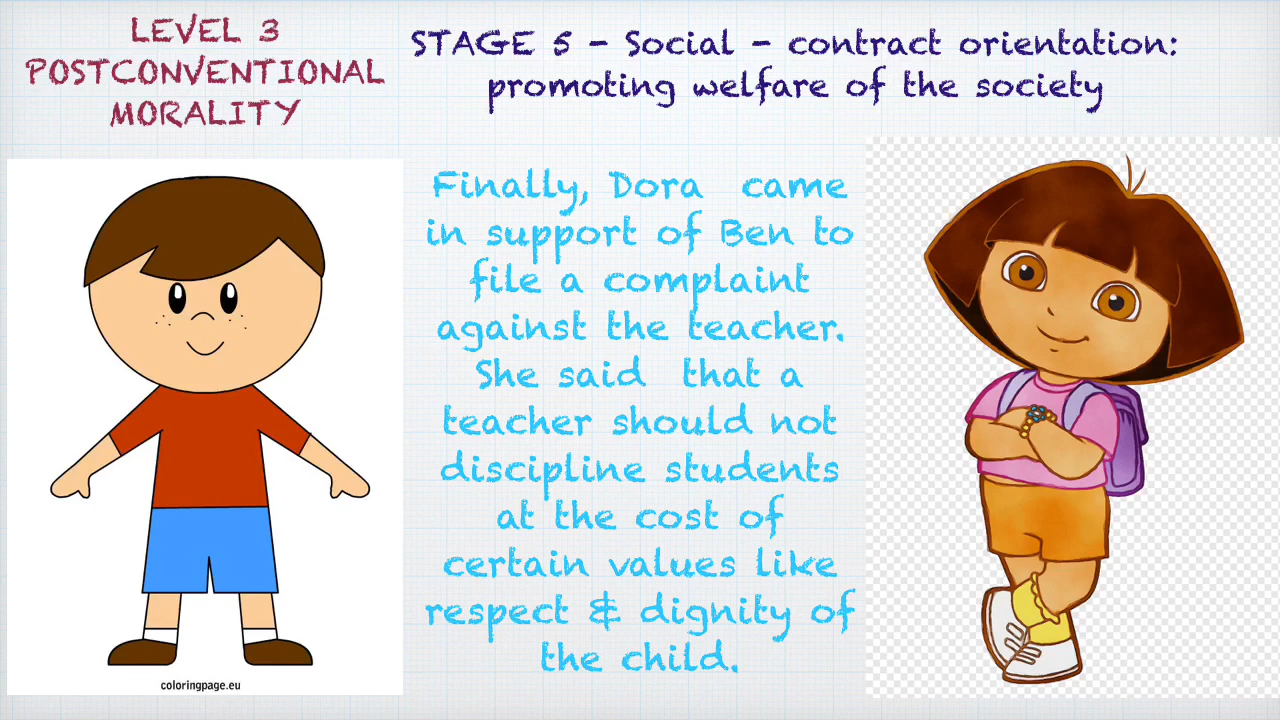 LEVEL 3
POSTCONVENTIONAL
MORALITY
STAGE 5 - Social - contract orientation:
promoting welfare of the society
Finally, Dora came
in support of Ben to
file a complaint
against the teacher.
She said that a
teacher should not
discipline students
at the cost of
certain values like
respect & dignity of
the child.
coloringpage.eu